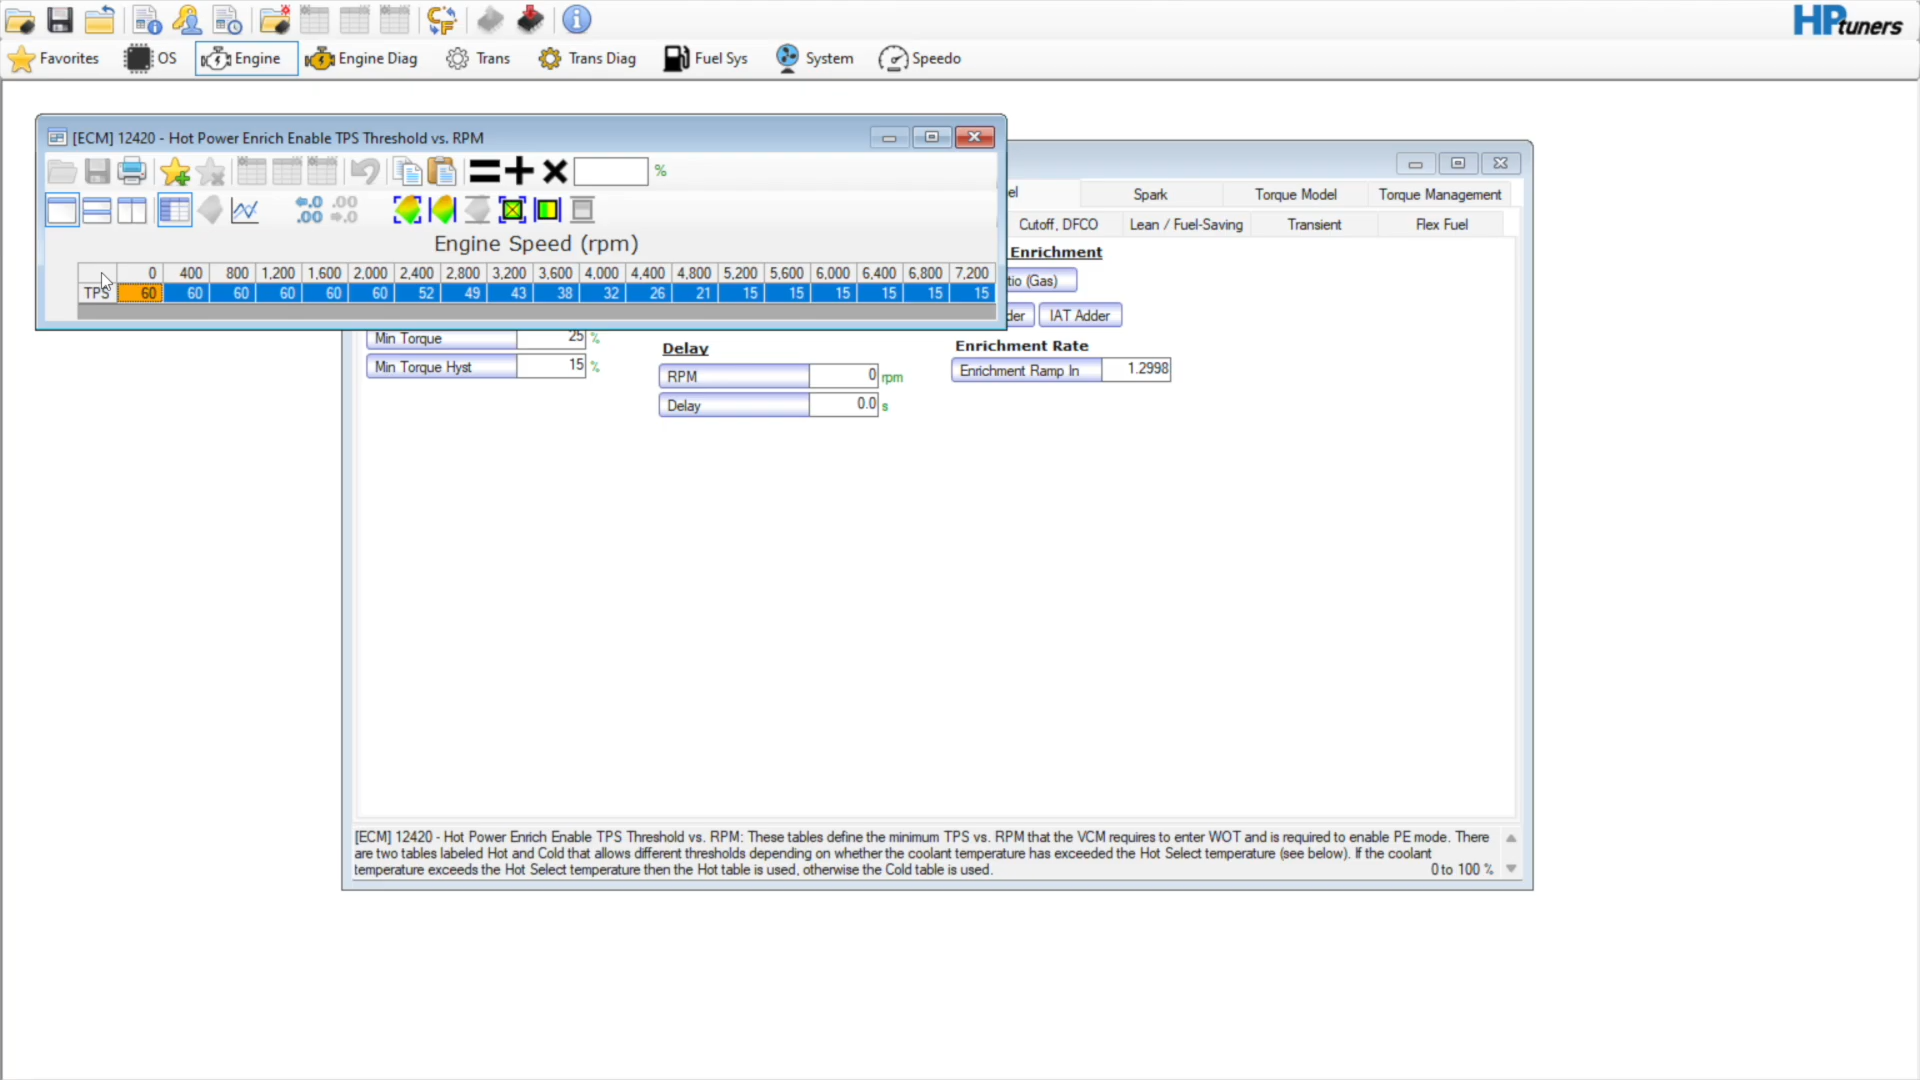 HPtuners
Favorites OS Engine Engine Diag Trans Trans Diag Fuel Sys System Speedo
[ECM] 12420 - Hot Power Enrich Enable TPS Threshold vs. RPM
%
Engine Speed (rpm)
0 400 800 1,200 1,600 2,000 2,400 2,800 3,200 3,600 4,000 4,400 4,800 5,200 5,600 6,000 6,400 6,800 7,200
TPS 60 60 60 60 60 60 52 49 43 38 32 26 21 15 15 15 15 15 15
el Spark Torque Model Torque Management
Cutoff, DFCO Lean / Fuel-Saving Transient Flex Fuel
Enrichment
tio (Gas)
der IAT Adder
Min Torque 25 %
Min Torque Hyst 15 %
Delay
RPM 0 rpm
Delay 0.0 s
Enrichment Rate
Enrichment Ramp In 1.2998
[ECM] 12420 - Hot Power Enrich Enable TPS Threshold vs. RPM: These tables define the minimum TPS vs. RPM that the VCM requires to enter WOT and is required to enable PE mode. There
are two tables labeled Hot and Cold that allows different thresholds depending on whether the coolant temperature has exceeded the Hot Select temperature (see below). If the coolant
temperature exceeds the Hot Select temperature then the Hot table is used, otherwise the Cold table is used. 0 to 100 %